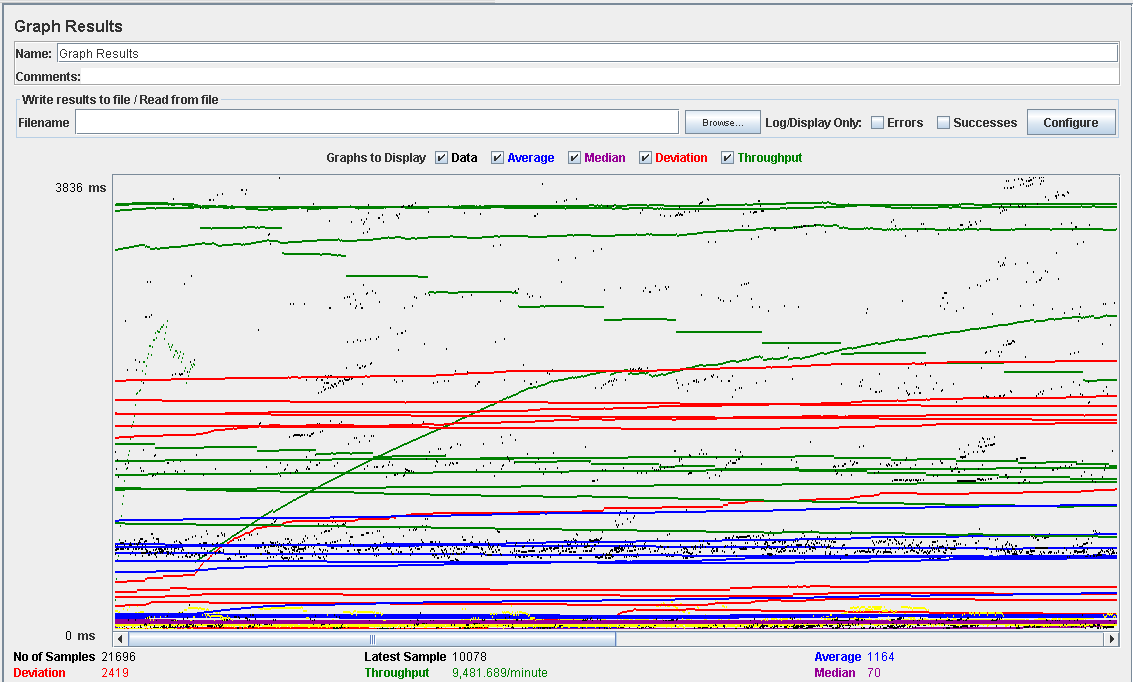 Graph Results
Name: Graph Results
Comments:
Write results to file / Read from file
Filename Browse... Log/Display Only: Errors Successes Configure
Graphs to Display Data Average Median Deviation Throughput
3836 ms
0 ms
No of Samples 21696 Latest Sample 10078 Average 1164
Deviation 2419 Throughput 9,481.689/minute Median 70